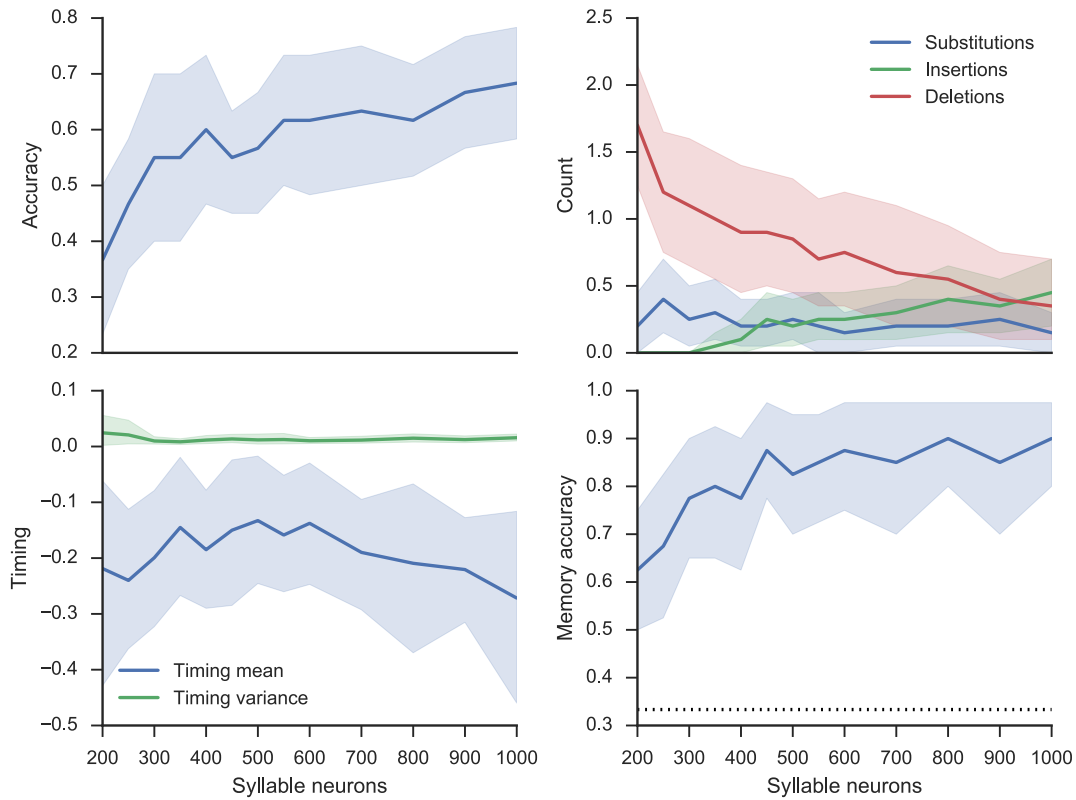 0.8
0.7
0.6
0.5
0.4
0.3
0.2
Accuracy
2.5
2.0
1.5
1.0
0.5
0.0
Count
Substitutions
Insertions
Deletions
0.1
0.0
−0.1
−0.2
−0.3
−0.4
−0.5
Timing
Timing mean
Timing variance
200 300 400 500 600 700 800 900 1000
Syllable neurons
1.0
0.9
0.8
0.7
0.6
0.5
0.4
0.3
Memory accuracy
200 300 400 500 600 700 800 900 1000
Syllable neurons